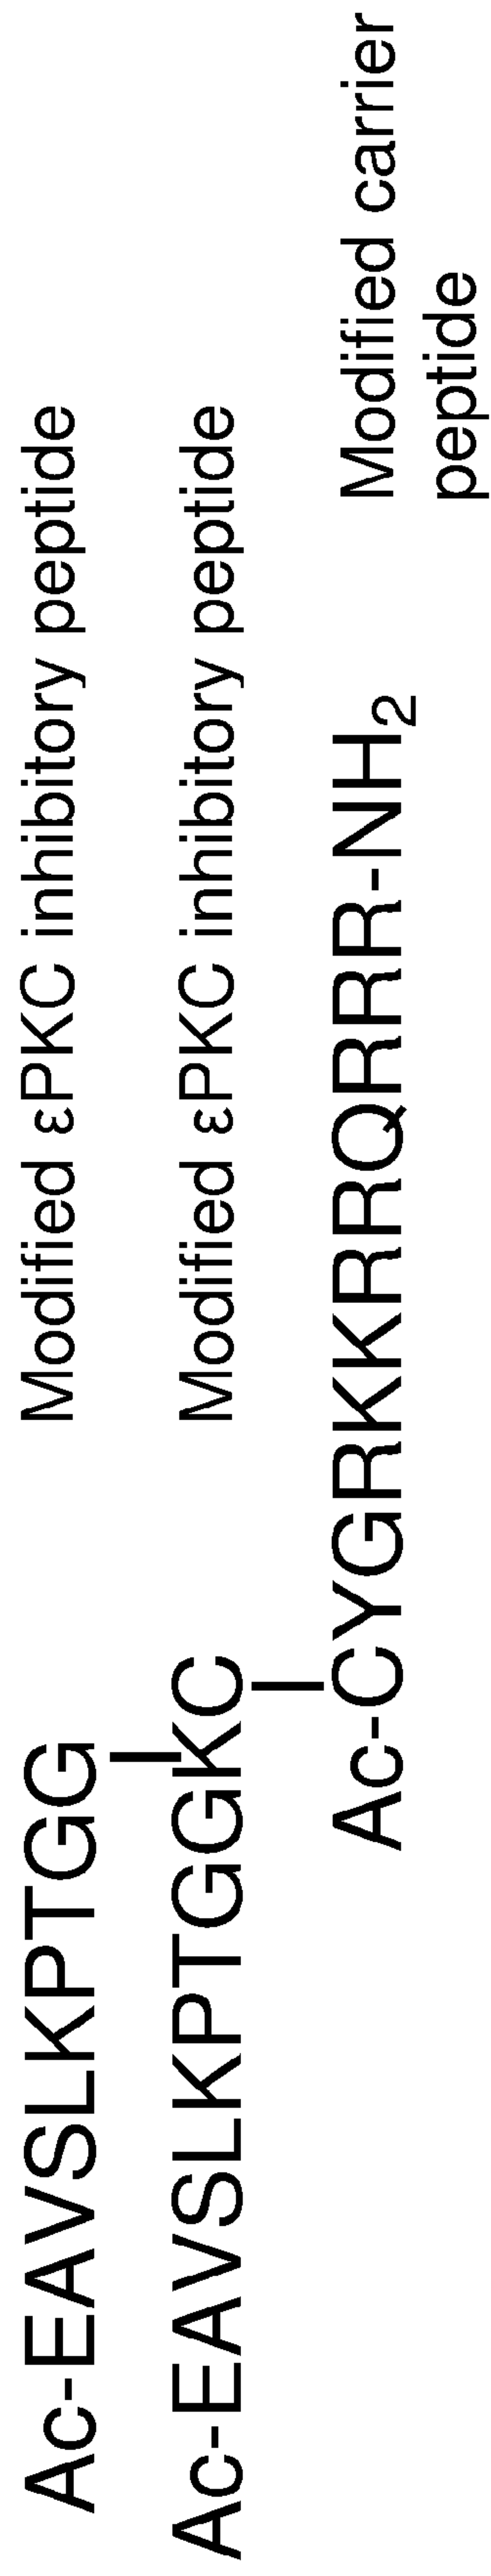 Ac-EAVSLKPTGG Modified εPKC inhibitory peptide
Ac-EAVSLKPTGGKC Modified εPKC inhibitory peptide
Ac-CYGRKKRRQRRR-NH₂ Modified carrier
peptide